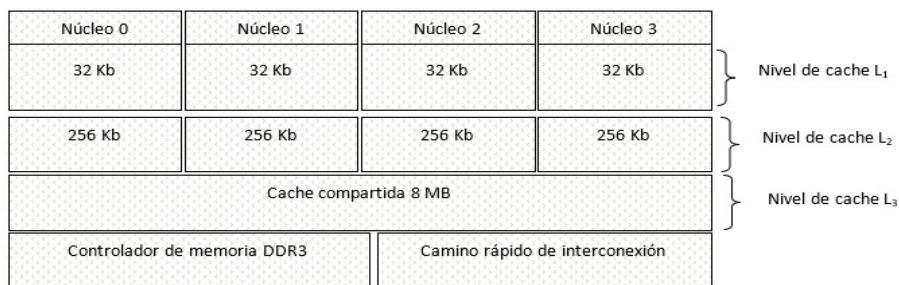 Núcleo 0 Núcleo 1 Núcleo 2 Núcleo 3
32 Kb 32 Kb 32 Kb 32 Kb Nivel de cache L₁
256 Kb 256 Kb 256 Kb 256 Kb Nivel de cache L₂
Cache compartida 8 MB Nivel de cache L₃
Controlador de memoria DDR3 Camino rápido de interconexión